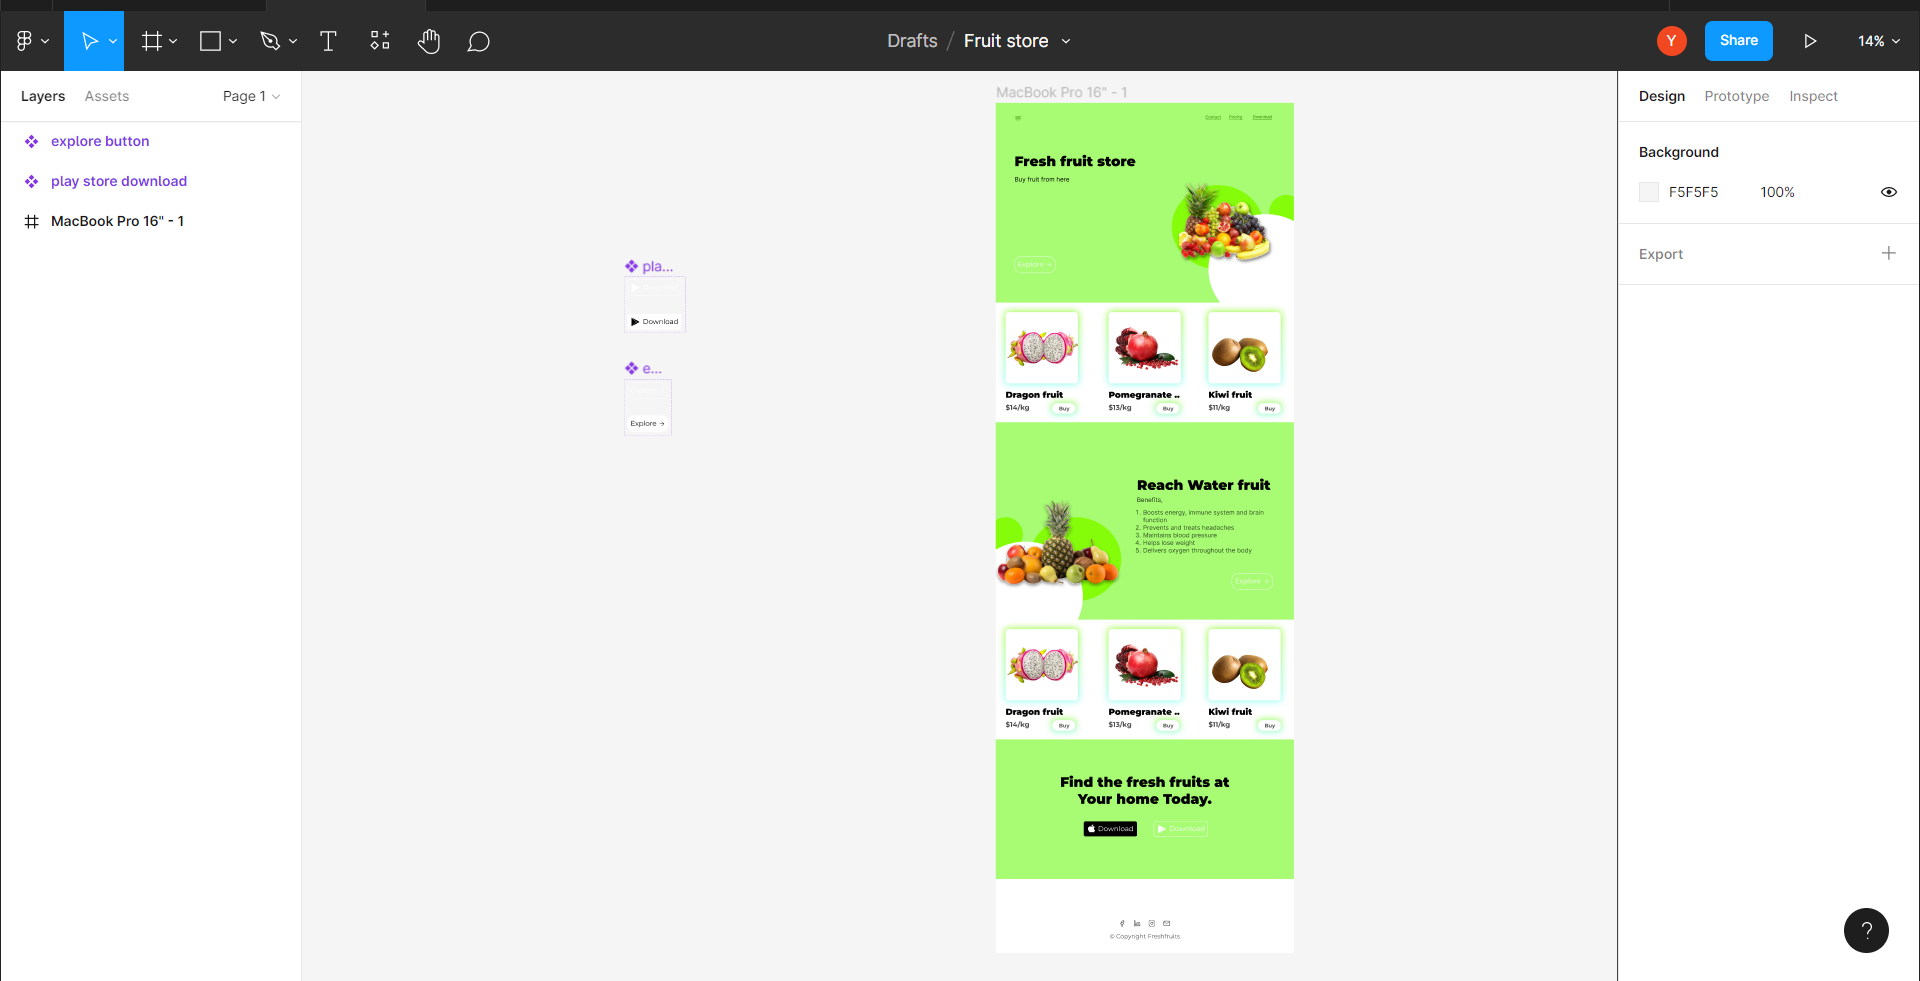 Drafts / Fruit store
Y
Share
14%
Layers
Assets
Page 1
explore button
play store download
MacBook Pro 16" - 1
pla...
Download
e...
Explore →
MacBook Pro 16" - 1
Contact Pricing Download
Fresh fruit store
Buy fruit from here
Explore →
Dragon fruit
$14/kg
Buy
Pomegranate ..
$13/kg
Buy
Kiwi fruit
$11/kg
Buy
Reach Water fruit
Benefits,
1. Boosts energy, immune system and brain
function
2. Prevents and treats headaches
3. Maintains blood pressure
4. Helps lose weight
5. Delivers oxygen throughout the body
Explore →
Dragon fruit
$14/kg
Buy
Pomegranate ..
$13/kg
Buy
Kiwi fruit
$11/kg
Buy
Find the fresh fruits at
Your home Today.
Download
Download
© Copyright Freshfruits
Design
Prototype
Inspect
Background
F5F5F5
100%
Export
?